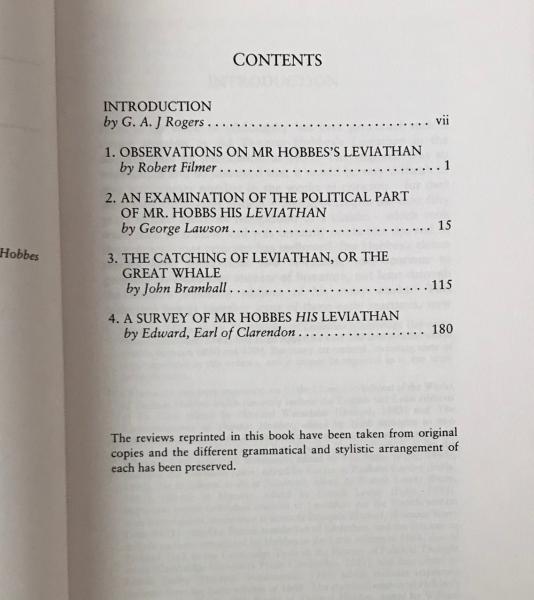 CONTENTS
INTRODUCTION
by G. A. J Rogers .............................. vii
1. OBSERVATIONS ON MR HOBBES'S LEVIATHAN
by Robert Filmer .............................. 1
2. AN EXAMINATION OF THE POLITICAL PART
OF MR. HOBBS HIS LEVIATHAN
by George Lawson ............................ 15
3. THE CATCHING OF LEVIATHAN, OR THE
GREAT WHALE
by John Bramhall ............................ 115
4. A SURVEY OF MR HOBBES HIS LEVIATHAN
by Edward, Earl of Clarendon .................. 180
The reviews reprinted in this book have been taken from original
copies and the different grammatical and stylistic arrangement of
each has been preserved.
Hobbes